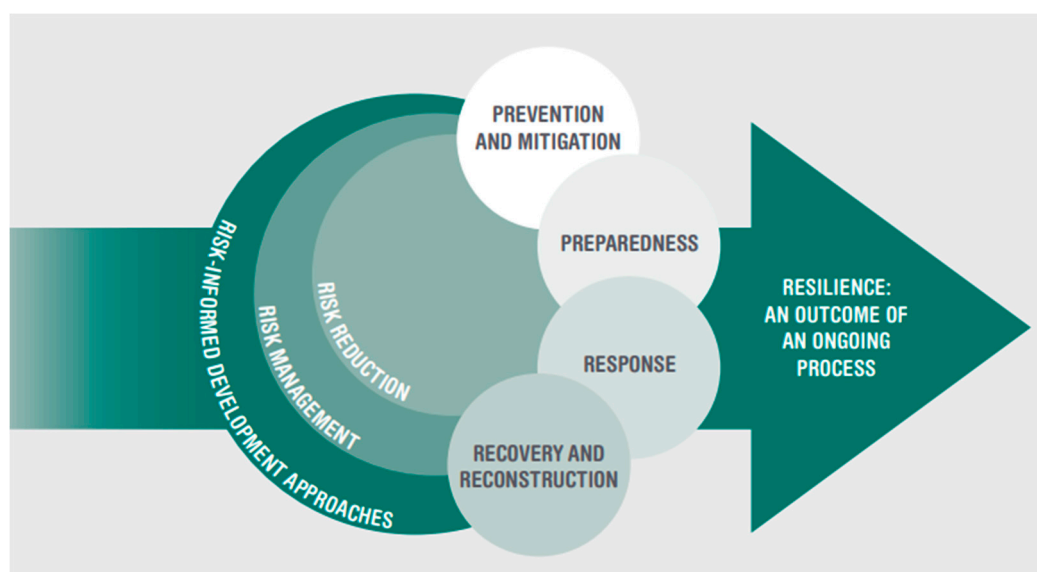 PREVENTION
AND MITIGATION
PREPAREDNESS
RESPONSE
RECOVERY AND
RECONSTRUCTION
RISK REDUCTION
RISK MANAGEMENT
RISK-INFORMED DEVELOPMENT APPROACHES
RESILIENCE:
AN OUTCOME OF
AN ONGOING
PROCESS